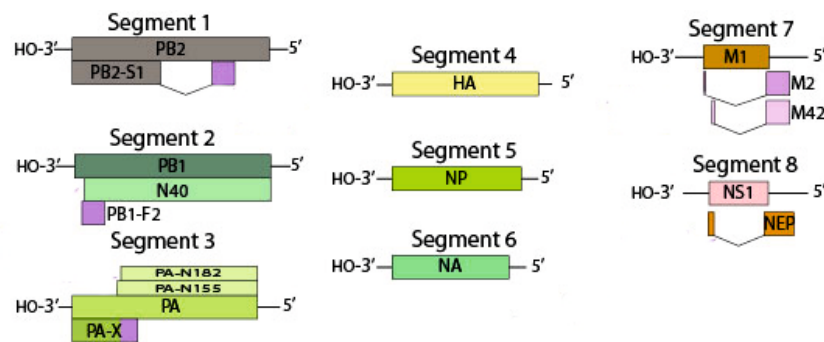 Segment 1
HO-3' PB2 5'
PB2-S1
Segment 2
HO-3' PB1 5'
N40
PB1-F2
Segment 3
PA-N182
PA-N155
HO-3' PA 5'
PA-X
Segment 4
HO-3' HA 5'
Segment 5
HO-3' NP 5'
Segment 6
HO-3' NA 5'
Segment 7
HO-3' M1 5'
M2
M42
Segment 8
HO-3' NS1 5'
NEP